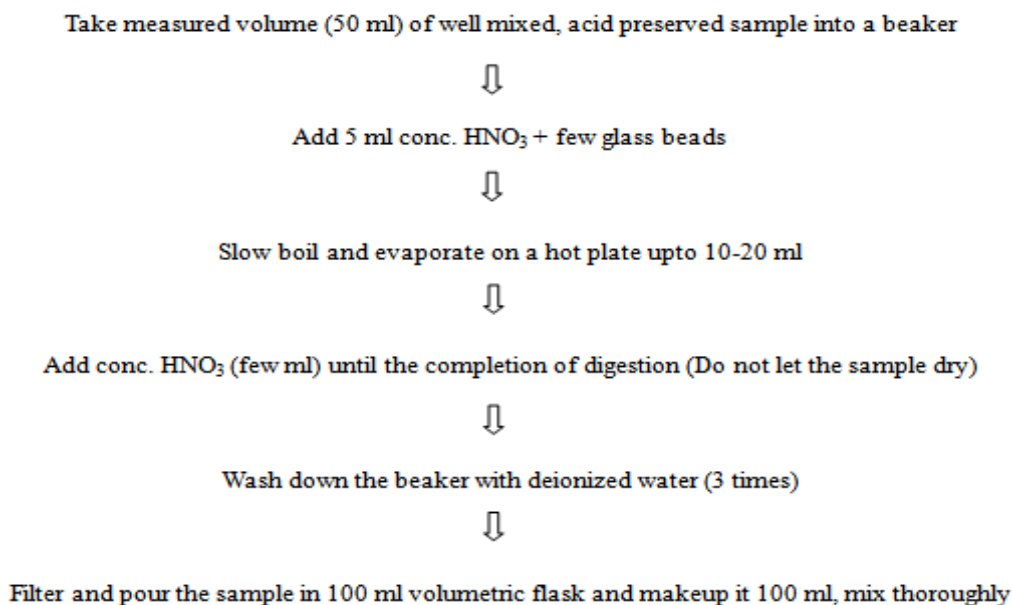 Take measured volume (50 ml) of well mixed, acid preserved sample into a beaker
⇩
Add 5 ml conc. HNO₃ + few glass beads
⇩
Slow boil and evaporate on a hot plate upto 10-20 ml
⇩
Add conc. HNO₃ (few ml) until the completion of digestion (Do not let the sample dry)
⇩
Wash down the beaker with deionized water (3 times)
⇩
Filter and pour the sample in 100 ml volumetric flask and makeup it 100 ml, mix thoroughly